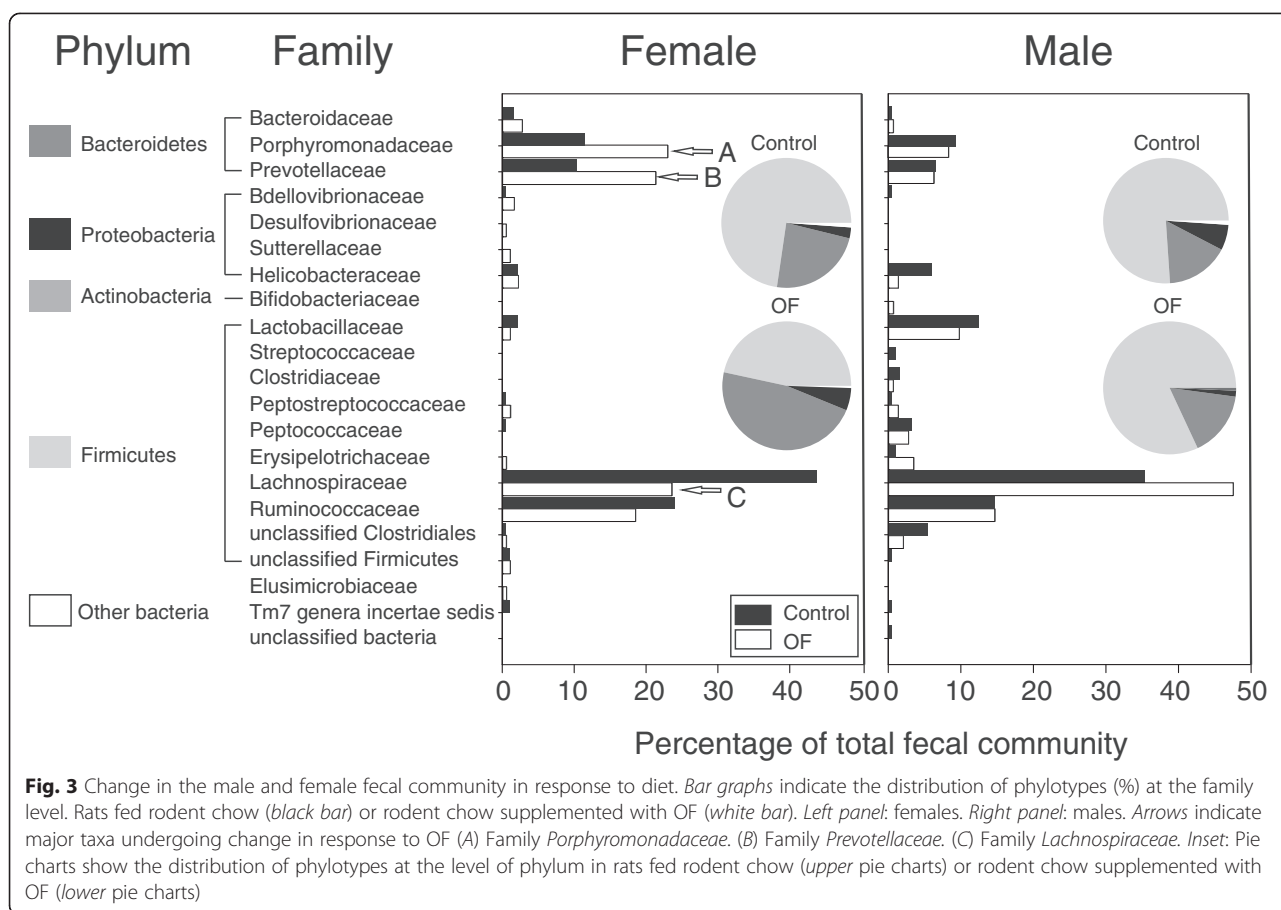 Phylum Family Female Male
Bacteroidetes
Proteobacteria
Actinobacteria
Firmicutes
Other bacteria
Bacteroidaceae
Porphyromonadaceae
Prevotellaceae
Bdellovibrionaceae
Desulfovibrionaceae
Sutterellaceae
Helicobacteraceae
Bifidobacteriaceae
Lactobacillaceae
Streptococcaceae
Clostridiaceae
Peptostreptococcaceae
Peptococcaceae
Erysipelotrichaceae
Lachnospiraceae
Ruminococcaceae
unclassified Clostridiales
unclassified Firmicutes
Elusimicrobiaceae
Tm7 genera incertae sedis
unclassified bacteria
A
B
C
Control
OF
Control
OF
0 10 20 30 40 50
Control
OF
0 10 20 30 40 50
Percentage of total fecal community
Fig. 3 Change in the male and female fecal community in response to diet. Bar graphs indicate the distribution of phylotypes (%) at the family
level. Rats fed rodent chow (black bar) or rodent chow supplemented with OF (white bar). Left panel: females. Right panel: males. Arrows indicate
major taxa undergoing change in response to OF (A) Family Porphyromonadaceae. (B) Family Prevotellaceae. (C) Family Lachnospiraceae. Inset: Pie
charts show the distribution of phylotypes at the level of phylum in rats fed rodent chow (upper pie charts) or rodent chow supplemented with
OF (lower pie charts)